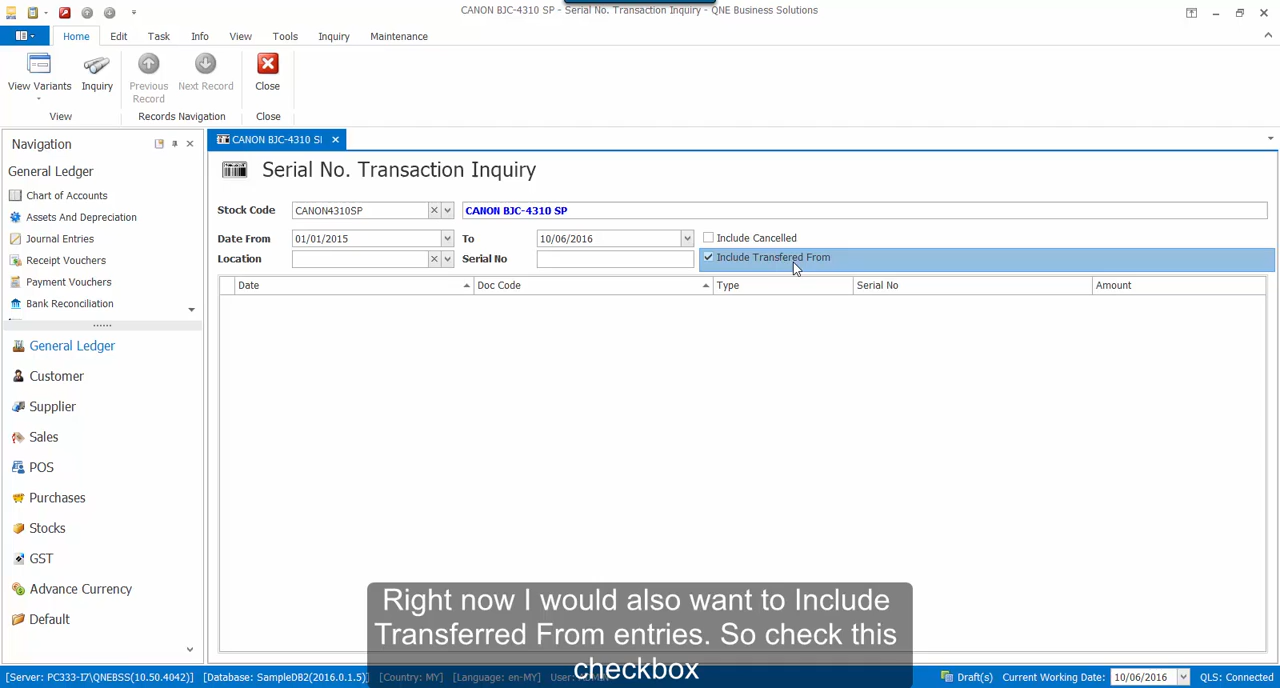 CANON BJC-4310 SP - Serial No. Transaction Inquiry - QNE Business Solutions
Home Edit Task Info View Tools Inquiry Maintenance
View Variants Inquiry Previous Record Next Record Close
View Records Navigation Close
Navigation
General Ledger
Chart of Accounts
Assets And Depreciation
Journal Entries
Receipt Vouchers
Payment Vouchers
Bank Reconciliation
General Ledger
Customer
Supplier
Sales
POS
Purchases
Stocks
GST
Advance Currency
Default
CANON BJC-4310 SI
Serial No. Transaction Inquiry
Stock Code CANON4310SP CANON BJC-4310 SP
Date From 01/01/2015 To 10/06/2016 Include Cancelled
Location Serial No Include Transfered From
Date Doc Code Type Serial No Amount
Right now I would also want to Include
Transferred From entries. So check this
checkbox
[Server: PC333-I7\QNEBSS(10.50.4042)] [Database: SampleDB2(2016.0.1.5)] [Country: MY] [Language: en-MY] User: Draft(s) Current Working Date: 10/06/2016 QLS: Connected